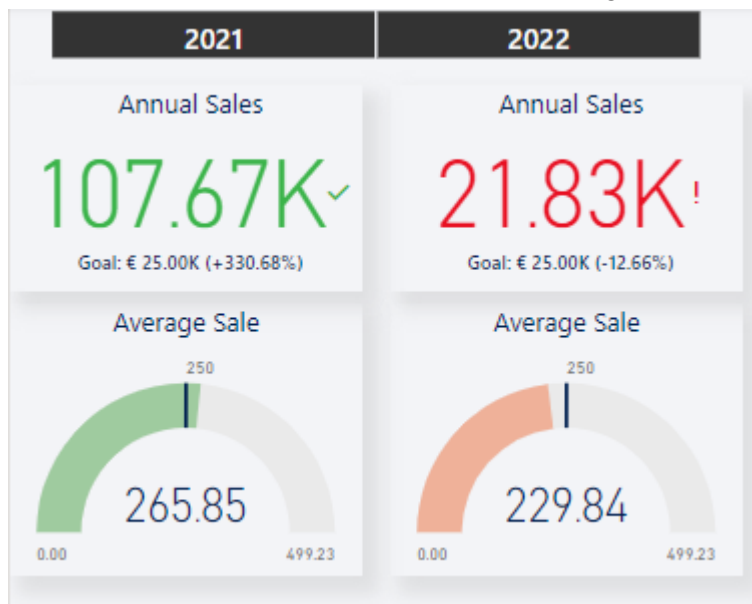 2021
2022
Annual Sales
107.67K✓
Goal: € 25.00K (+330.68%)
Annual Sales
21.83K!
Goal: € 25.00K (-12.66%)
Average Sale
250
265.85
0.00
499.23
Average Sale
250
229.84
0.00
499.23